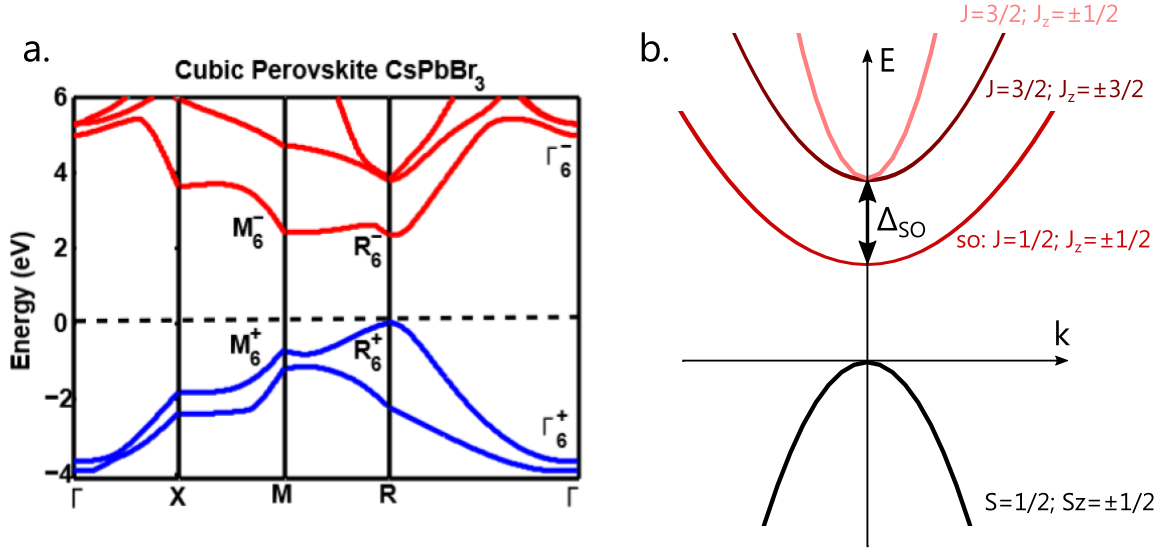 a.
Cubic Perovskite CsPbBr3
Energy (eV)
6
4
2
0
−2
−4
Γ6−
M6−
R6−
M6+
R6+
Γ6+
Γ
X
M
R
Γ
b.
J=3/2; Jz=±1/2
E
J=3/2; Jz=±3/2
ΔSO
so: J=1/2; Jz=±1/2
k
S=1/2; Sz=±1/2